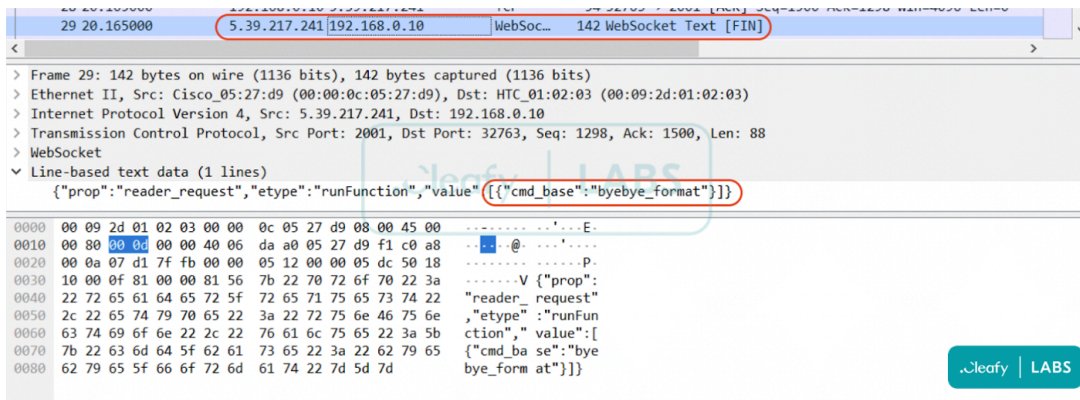 29 20.165000 5.39.217.241 192.168.0.10 WebSoc… 142 WebSocket Text [FIN]
> Frame 29: 142 bytes on wire (1136 bits), 142 bytes captured (1136 bits)
> Ethernet II, Src: Cisco_05:27:d9 (00:00:0c:05:27:d9), Dst: HTC_01:02:03 (00:09:2d:01:02:03)
> Internet Protocol Version 4, Src: 5.39.217.241, Dst: 192.168.0.10
> Transmission Control Protocol, Src Port: 2001, Dst Port: 32763, Seq: 1298, Ack: 1500, Len: 88
> WebSocket
Line-based text data (1 lines)
{"prop":"reader_request","etype":"runFunction","value":[{"cmd_base":"byebye_format"}]}
Cleafy | LABS
0000 00 09 2d 01 02 03 00 00 0c 05 27 d9 08 00 45 00 ..-..... ..'...E.
0010 00 80 00 0d 00 00 40 06 da a0 05 27 d9 f1 c0 a8 ......@. ...'....
0020 00 0a 07 d1 7f fb 00 00 05 12 00 00 05 dc 50 18 ........ ......P.
0030 10 00 0f 81 00 00 81 56 7b 22 70 72 6f 70 22 3a .......V {"prop":
0040 22 72 65 61 64 65 72 5f 72 65 71 75 65 73 74 22 "reader_ request"
0050 2c 22 65 74 79 70 65 22 3a 22 72 75 6e 46 75 6e ,"etype" :"runFun
0060 63 74 69 6f 6e 22 2c 22 76 61 6c 75 65 22 3a 5b ction"," value":[
0070 7b 22 63 6d 64 5f 62 61 73 65 22 3a 22 62 79 65 {"cmd_ba se":"bye
0080 62 79 65 5f 66 6f 72 6d 61 74 22 7d 5d 7d bye_form at"}]}
.Cleafy | LABS